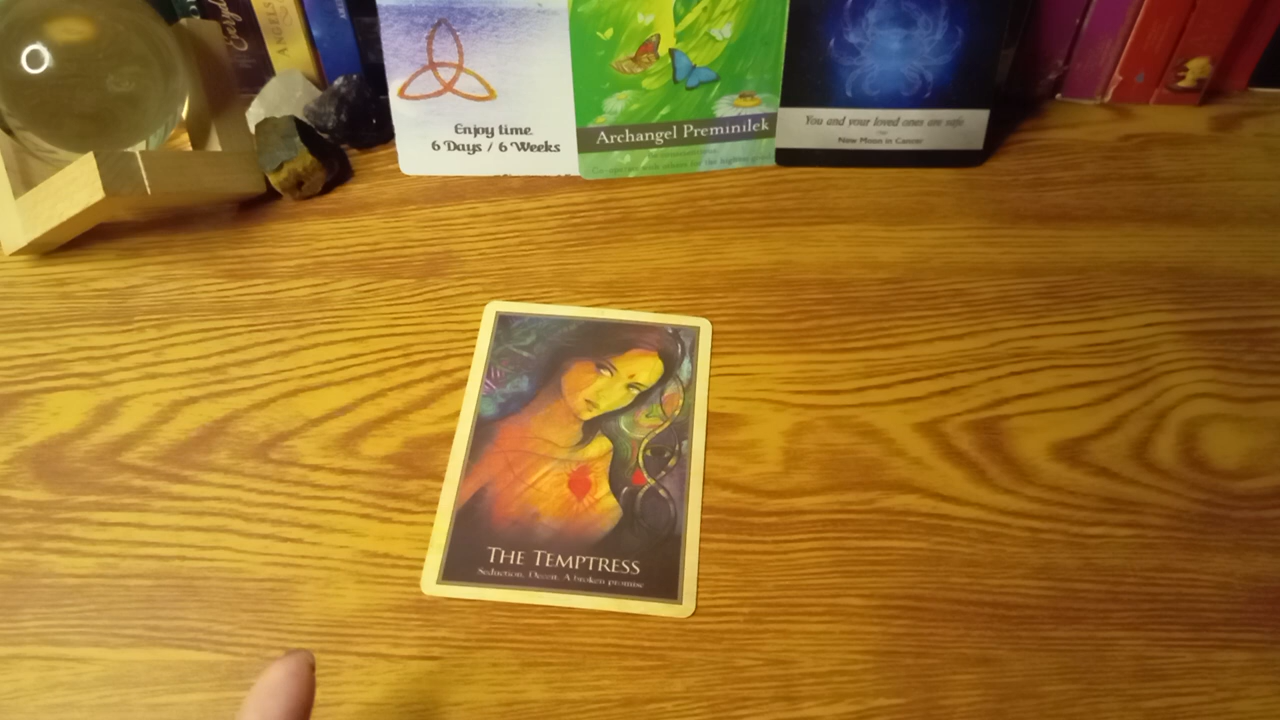 ANGELS
Enjoy time
6 Days / 6 Weeks
Archangel Preminilek
You and your loved ones are safe
New Moon in Cancer
THE TEMPTRESS
Seduction. Deceit. A broken promise